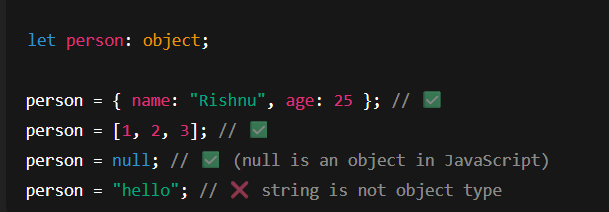 let person: object;
person = { name: "Rishnu", age: 25 }; // ✅
person = [1, 2, 3]; // ✅
person = null; // ✅ (null is an object in JavaScript)
person = "hello"; // ❌ string is not object type